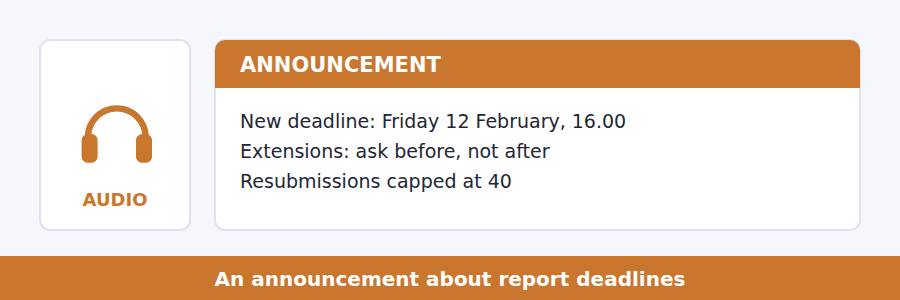 AUDIO
ANNOUNCEMENT
New deadline: Friday 12 February, 16.00
Extensions: ask before, not after
Resubmissions capped at 40
An announcement about report deadlines